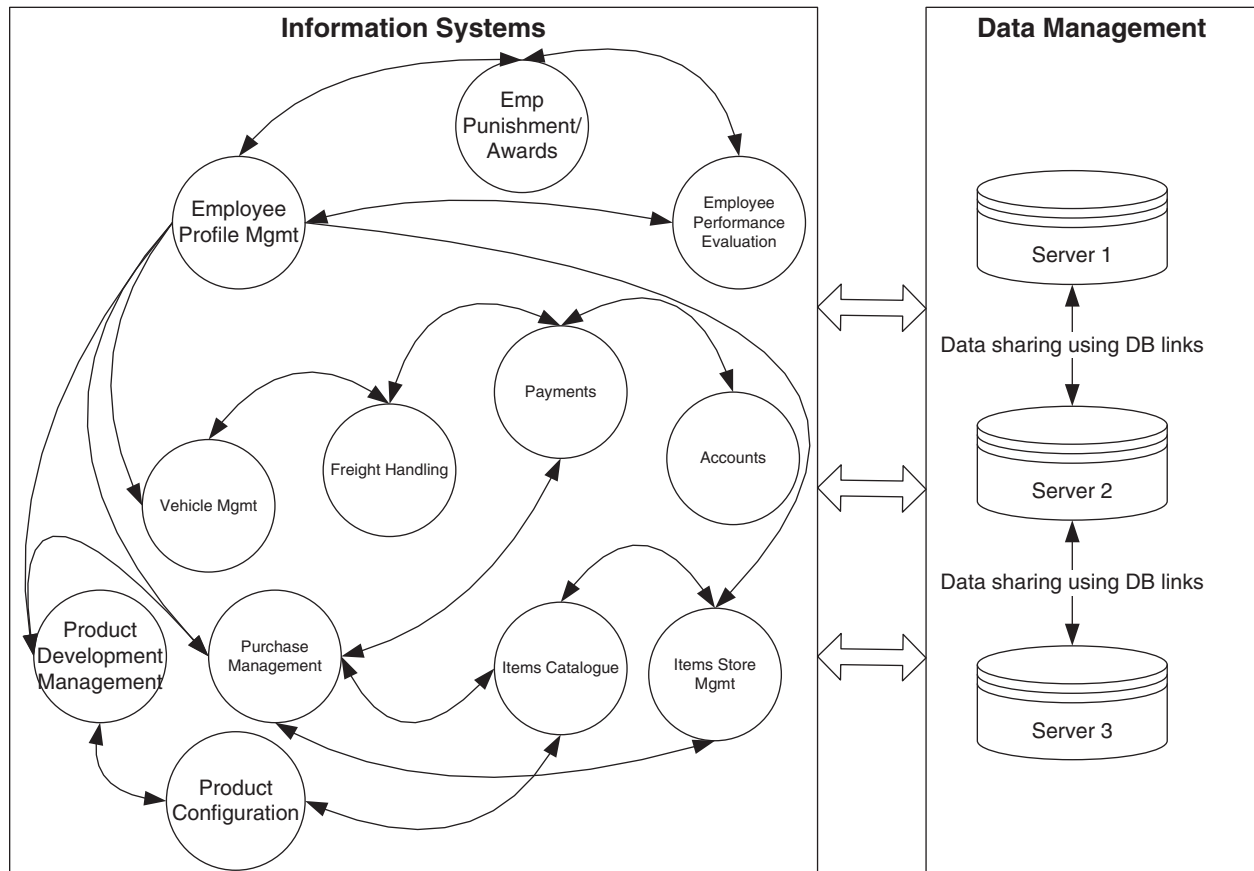 Information Systems
Data Management
Emp
Punishment/
Awards
Employee
Profile Mgmt
Employee
Performance
Evaluation
Server 1
Data sharing using DB links
Payments
Freight Handling
Accounts
Vehicle Mgmt
Server 2
Data sharing using DB links
Product
Development
Management
Purchase
Management
Items Catalogue
Items Store
Mgmt
Server 3
Product
Configuration